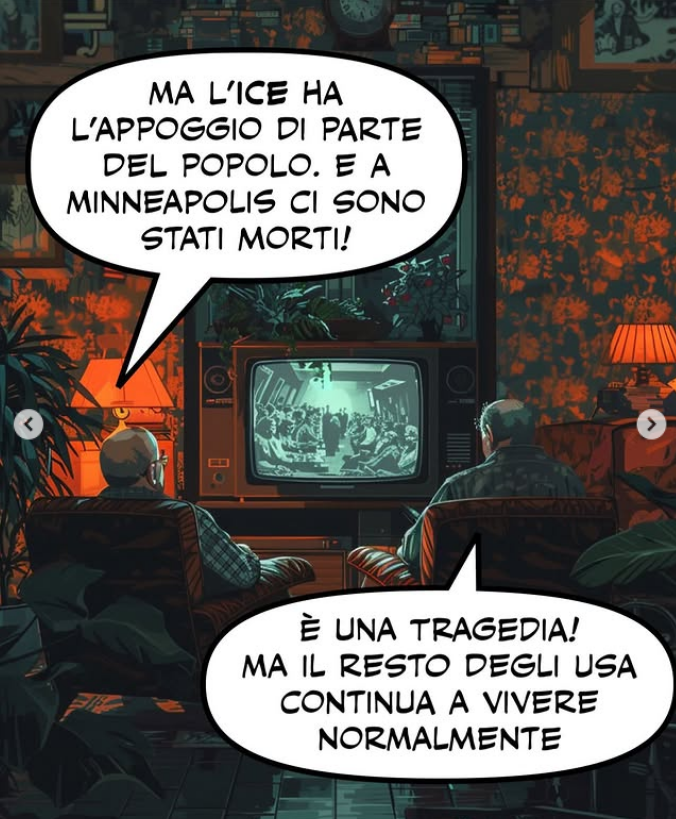 MA L'ICE HA
L'APPOGGIO DI PARTE
DEL POPOLO. E A
MINNEAPOLIS CI SONO
STATI MORTI!
È UNA TRAGEDIA!
MA IL RESTO DEGLI USA
CONTINUA A VIVERE
NORMALMENTE